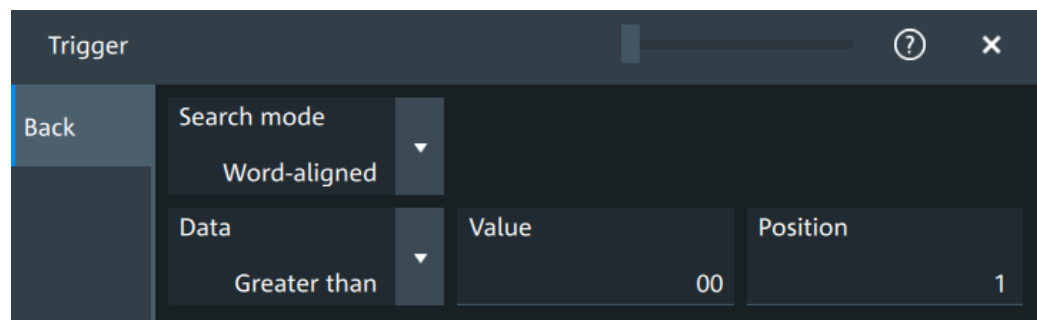 Trigger
Back
Search mode
Word-aligned
Data
Greater than
Value
00
Position
1